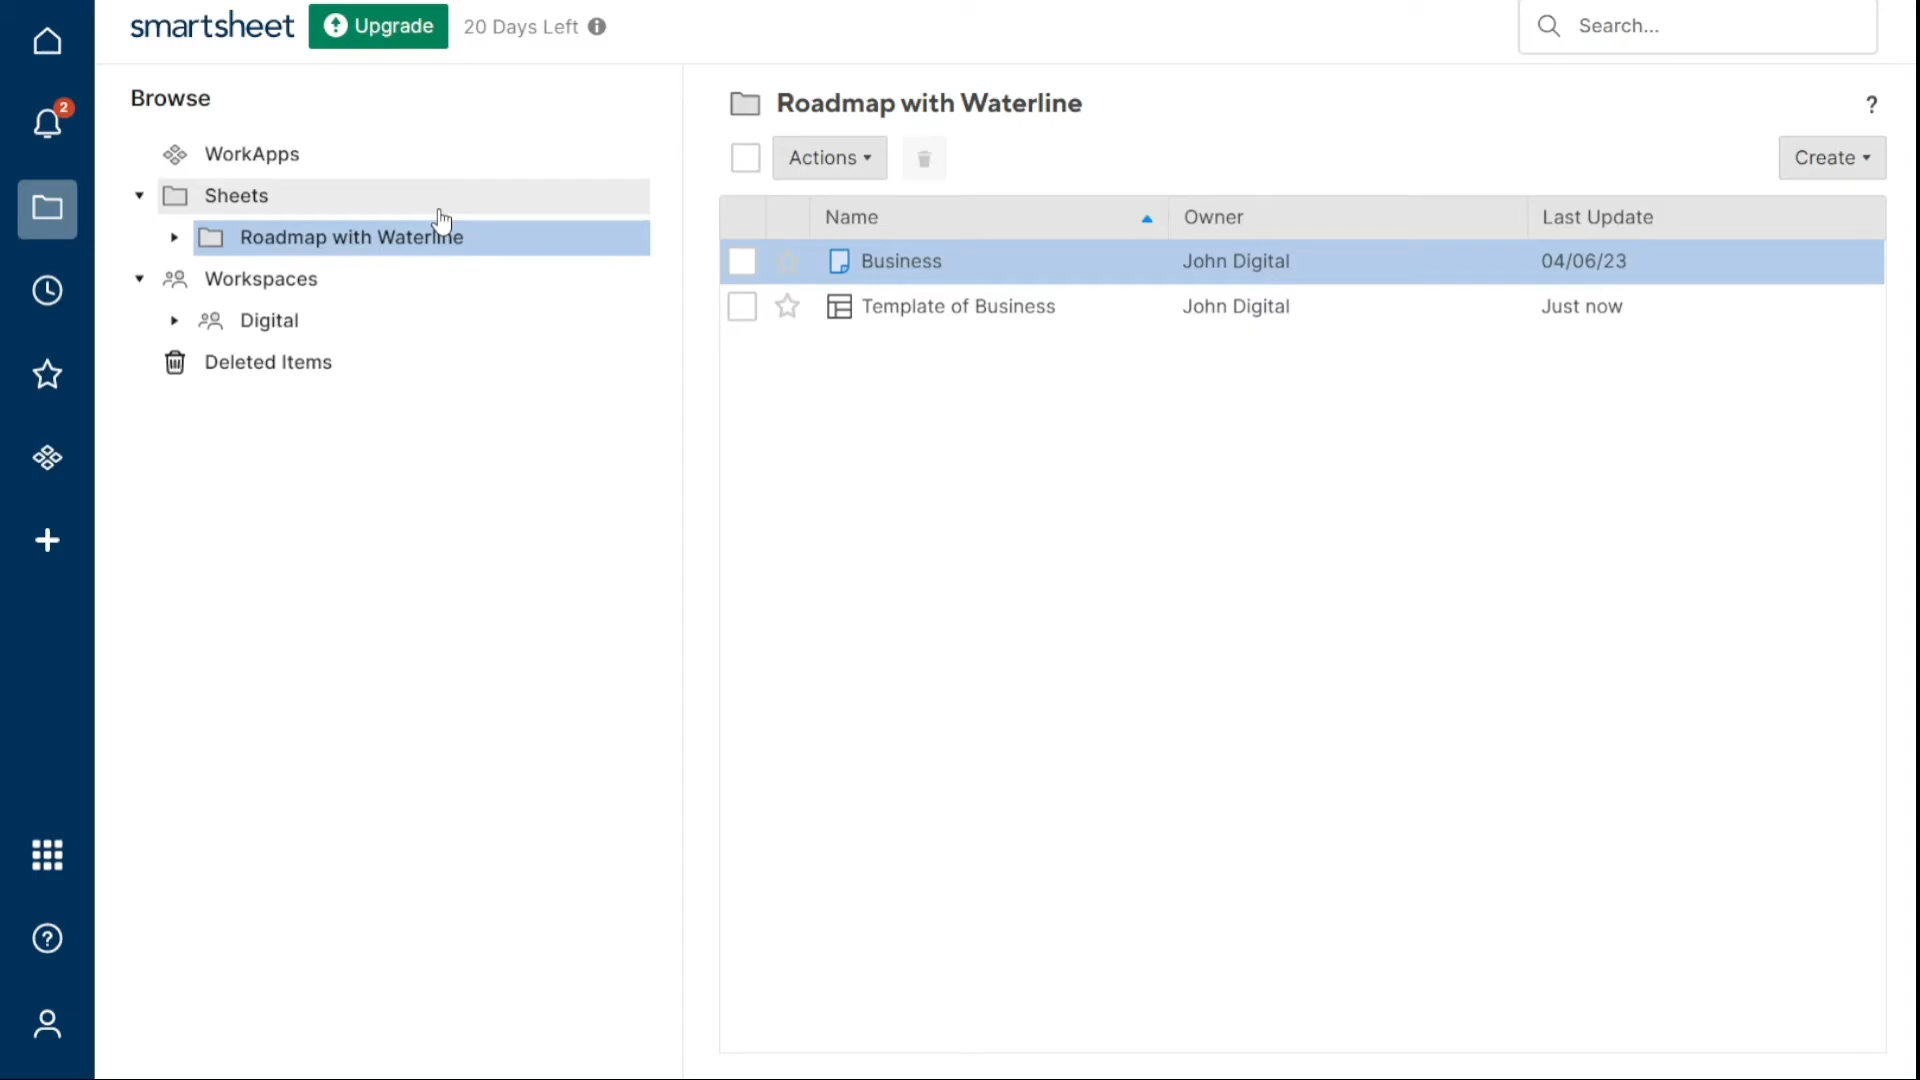 smartsheet
Upgrade
20 Days Left
Search...
2
Browse
WorkApps
Sheets
Roadmap with Waterline
Workspaces
Digital
Deleted Items
Roadmap with Waterline
?
Actions
Create
Name Owner Last Update
Business John Digital 04/06/23
Template of Business John Digital Just now